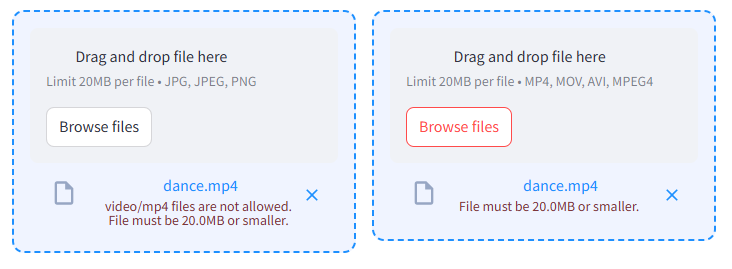 Drag and drop file here
Limit 20MB per file • JPG, JPEG, PNG
Browse files
dance.mp4
video/mp4 files are not allowed.
File must be 20.0MB or smaller.
Drag and drop file here
Limit 20MB per file • MP4, MOV, AVI, MPEG4
Browse files
dance.mp4
File must be 20.0MB or smaller.